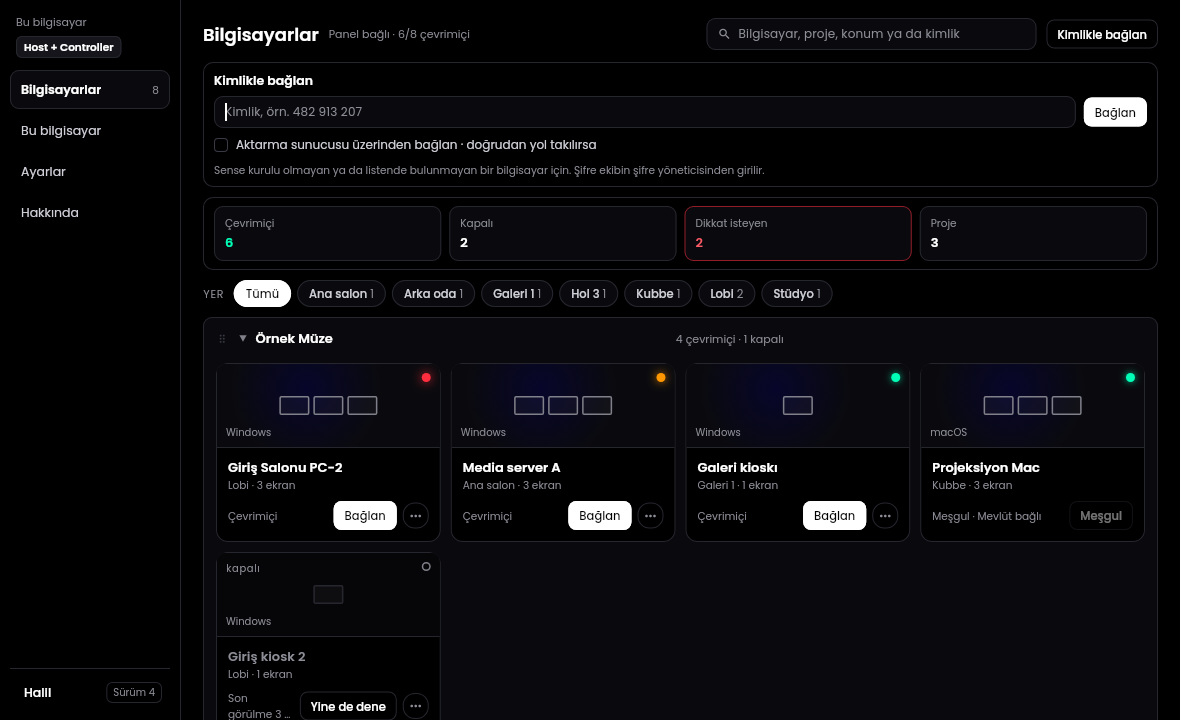 Bu bilgisayar
Host + Controller
Bilgisayarlar 8
Bu bilgisayar
Ayarlar
Hakkında
Halil Sürüm 4
Bilgisayarlar Panel bağlı · 6/8 çevrimiçi
Bilgisayar, proje, konum ya da kimlik
Kimlikle bağlan
Kimlikle bağlan
Kimlik, örn. 482 913 207
Bağlan
Aktarma sunucusu üzerinden bağlan · doğrudan yol takılırsa
Sense kurulu olmayan ya da listende bulunmayan bir bilgisayar için. Şifre ekibin şifre yöneticisinden girilir.
Çevrimiçi
6
Kapalı
2
Dikkat isteyen
2
Proje
3
YER Tümü Ana salon 1 Arka oda 1 Galeri 1 1 Hol 3 1 Kubbe 1 Lobi 2 Stüdyo 1
Örnek Müze 4 çevrimiçi · 1 kapalı
Windows
Giriş Salonu PC-2
Lobi · 3 ekran
Çevrimiçi Bağlan
Windows
Media server A
Ana salon · 3 ekran
Çevrimiçi Bağlan
Windows
Galeri kioskı
Galeri 1 · 1 ekran
Çevrimiçi Bağlan
macOS
Projeksiyon Mac
Kubbe · 3 ekran
Meşgul · Mevlüt bağlı Meşgul
kapalı
Windows
Giriş kiosk 2
Lobi · 1 ekran
Son
görülme 3 ...
Yine de dene